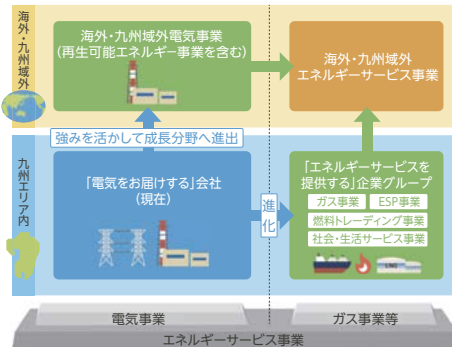 海外・九州域外
海外・九州域外電気事業
(再生可能エネルギー事業を含む)
海外・九州域外
エネルギーサービス事業
強みを活かして成長分野へ進出
九州エリア内
「電気をお届けする」会社
(現在)
進化
「エネルギーサービスを
提供する」企業グループ
ガス事業
ESP事業
燃料トレーディング事業
社会・生活サービス事業
LNG
電気事業
ガス事業等
エネルギーサービス事業